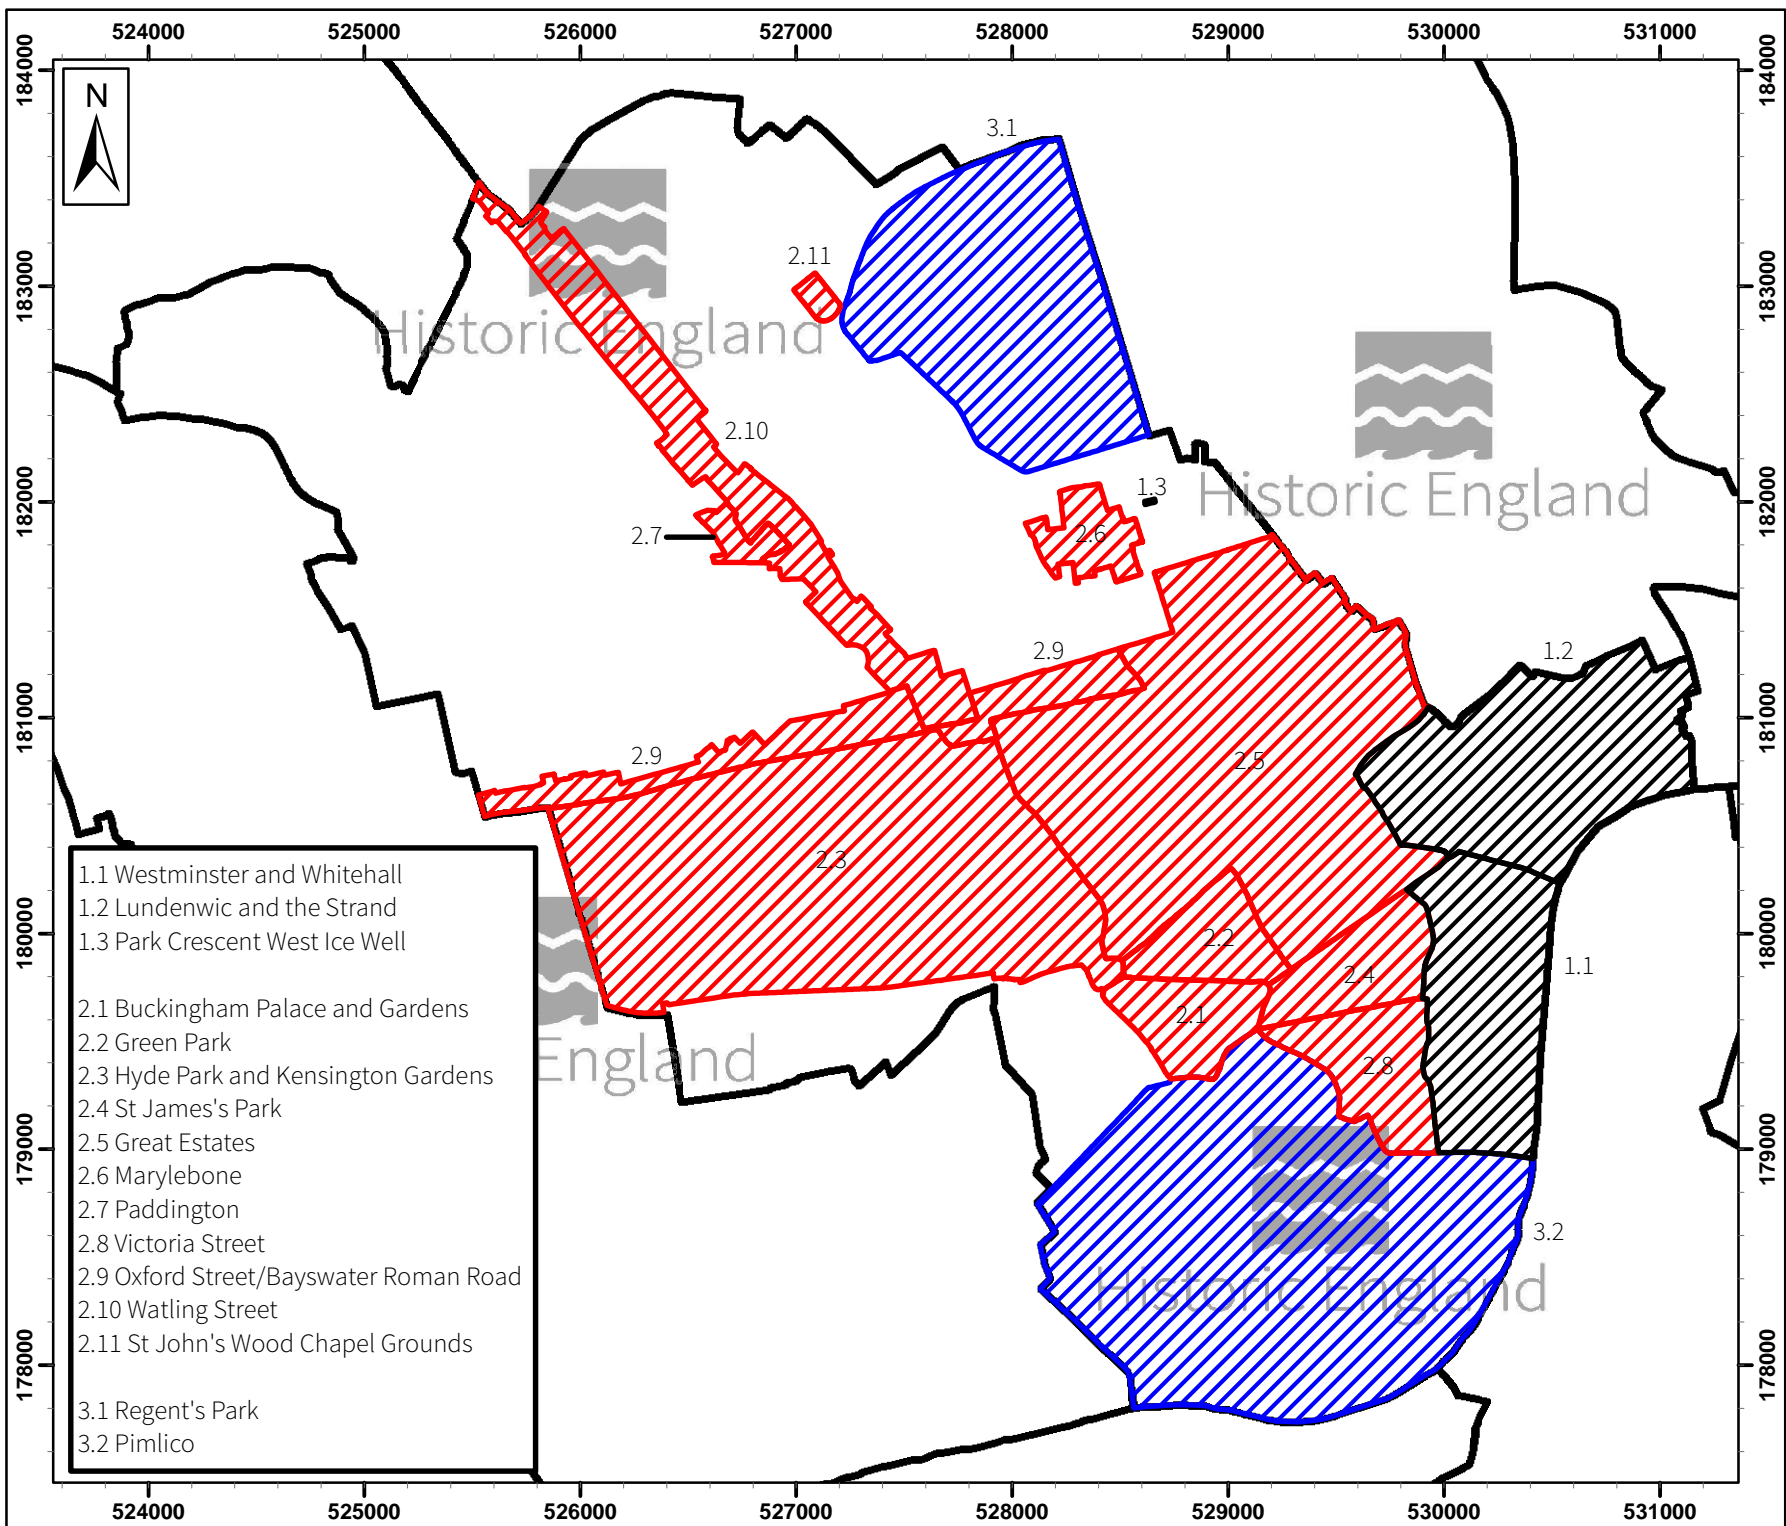 524000 525000 526000 527000 528000 529000 530000 531000
184000 184000
N
3.1
Historic England
2.11
183000 183000
2.10
Historic England
1.3
182000 182000
2.7
2.6
2.9
1.2
181000 181000
2.9
2.5
2.3
2.2
180000 180000
2.4
1.1
2.1
England
2.8
179000 179000
3.2
Historic England
178000 178000
1.1 Westminster and Whitehall
1.2 Lundenwic and the Strand
1.3 Park Crescent West Ice Well
2.1 Buckingham Palace and Gardens
2.2 Green Park
2.3 Hyde Park and Kensington Gardens
2.4 St James's Park
2.5 Great Estates
2.6 Marylebone
2.7 Paddington
2.8 Victoria Street
2.9 Oxford Street/Bayswater Roman Road
2.10 Watling Street
2.11 St John's Wood Chapel Grounds
3.1 Regent's Park
3.2 Pimlico
524000 525000 526000 527000 528000 529000 530000 531000